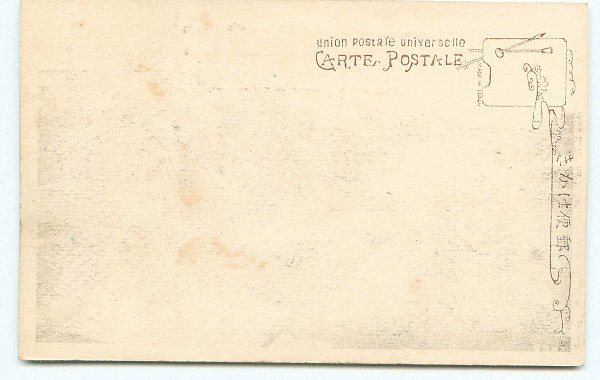 union postale universelle
CARTE POSTALE
きかは便郵